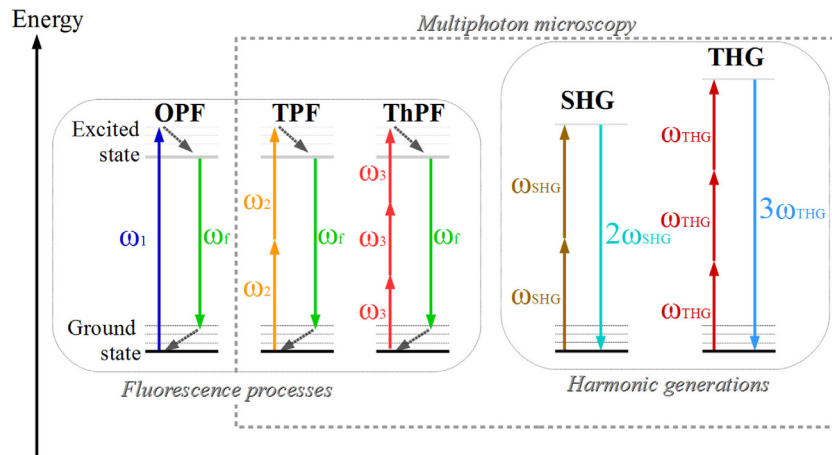 Energy
Multiphoton microscopy
OPF
TPF
ThPF
SHG
THG
Excited
state
ω1
ωf
ω2
ω2
ωf
ω3
ω3
ω3
ωf
ωSHG
ωSHG
2ωSHG
ωTHG
ωTHG
ωTHG
3ωTHG
Ground
state
Fluorescence processes
Harmonic generations